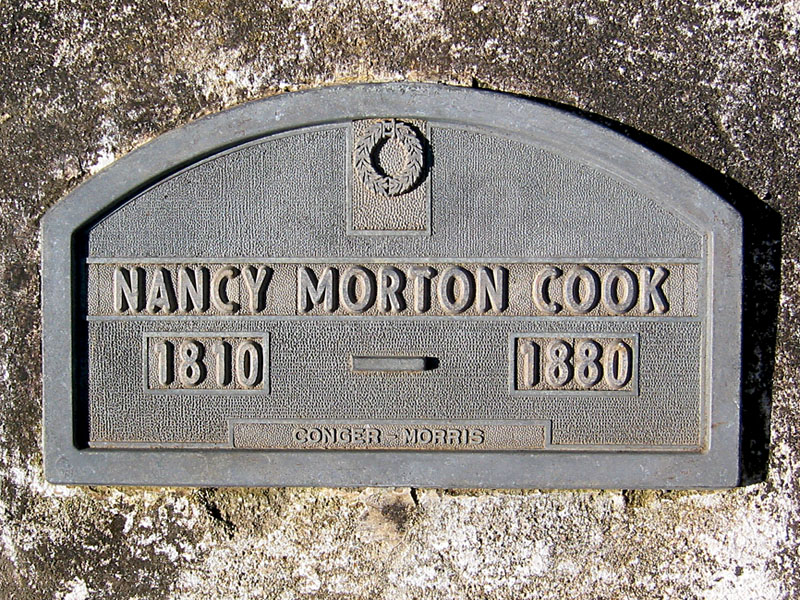 NANCY MORTON COOK
1810 — 1880
CONGER - MORRIS